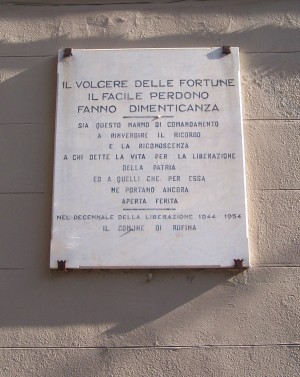 IL VOLGERE DELLE FORTUNE
IL FACILE PERDONO
FANNO DIMENTICANZA
SIA QUESTO MARMO DI COMANDAMENTO
A RINVERDIRE IL RICORDO
E LA RICONOSCENZA
A CHI DETTE LA VITA PER LA LIBERAZIONE
DELLA PATRIA
ED A QUELLI CHE PER ESSA
NE PORTANO ANCORA
APERTA FERITA
NEL DECENNALE DELLA LIBERAZIONE 1944 1954
IL COMUNE DI RUFINA